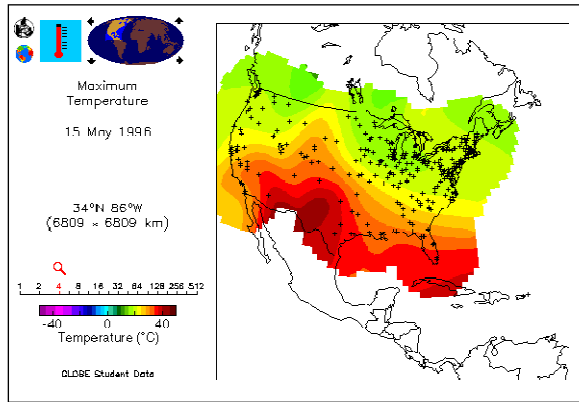 Maximum
Temperature
15 May 1996
34°N 86°W
(6809 × 6809 km)
1 2 4 8 16 32 64 128 256 512
-40 0 40
Temperature (°C)
GLOBE Student Data